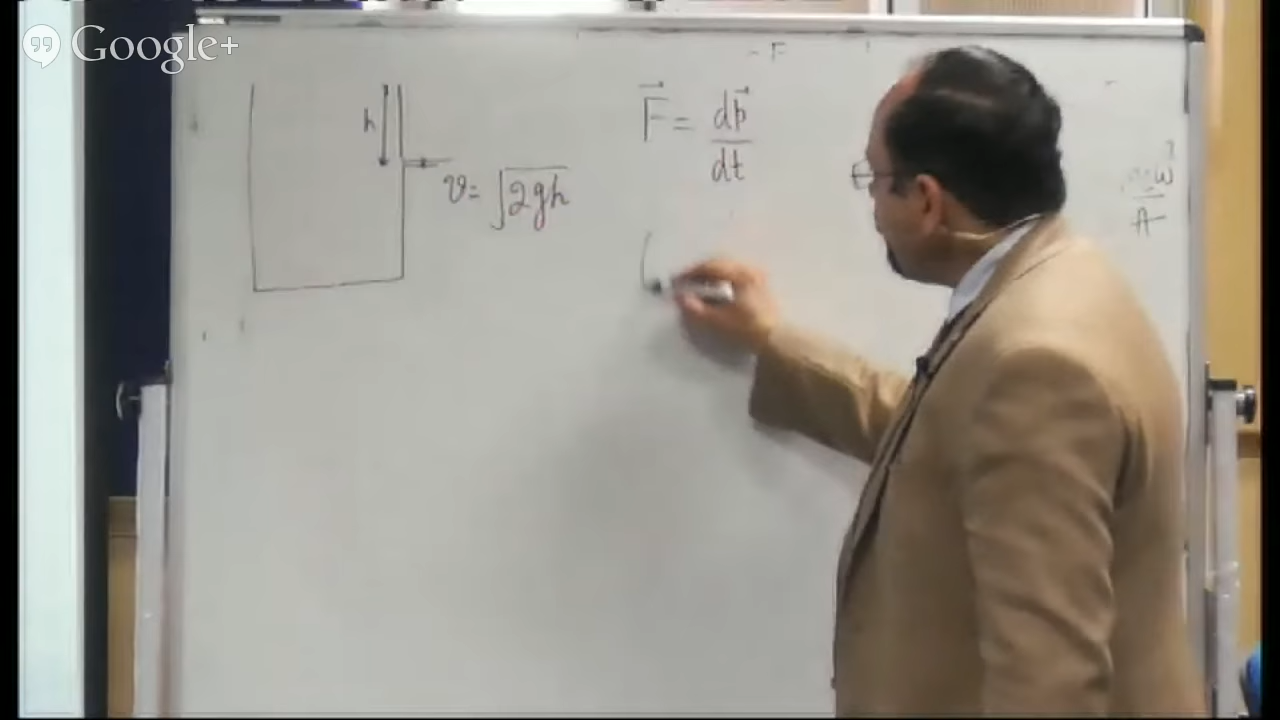 Google+
h
v = √2gh
F⃗ = dp⃗/dt